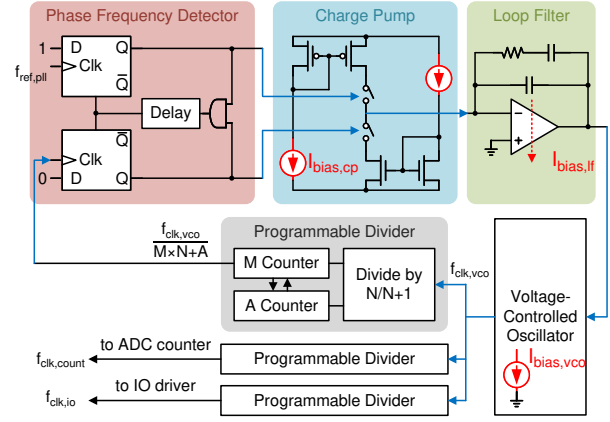 Phase Frequency Detector
Charge Pump
Loop Filter
1
D
Q
f_ref,pll
Clk
Q̅
Delay
Q̅
Clk
0
D
Q
I_bias,cp
−
+
I_bias,lf
f_clk,vco
M×N+A
Programmable Divider
M Counter
A Counter
Divide by
N/N+1
f_clk,vco
Voltage-
Controlled
Oscillator
I_bias,vco
to ADC counter
f_clk,count
Programmable Divider
to IO driver
f_clk,io
Programmable Divider